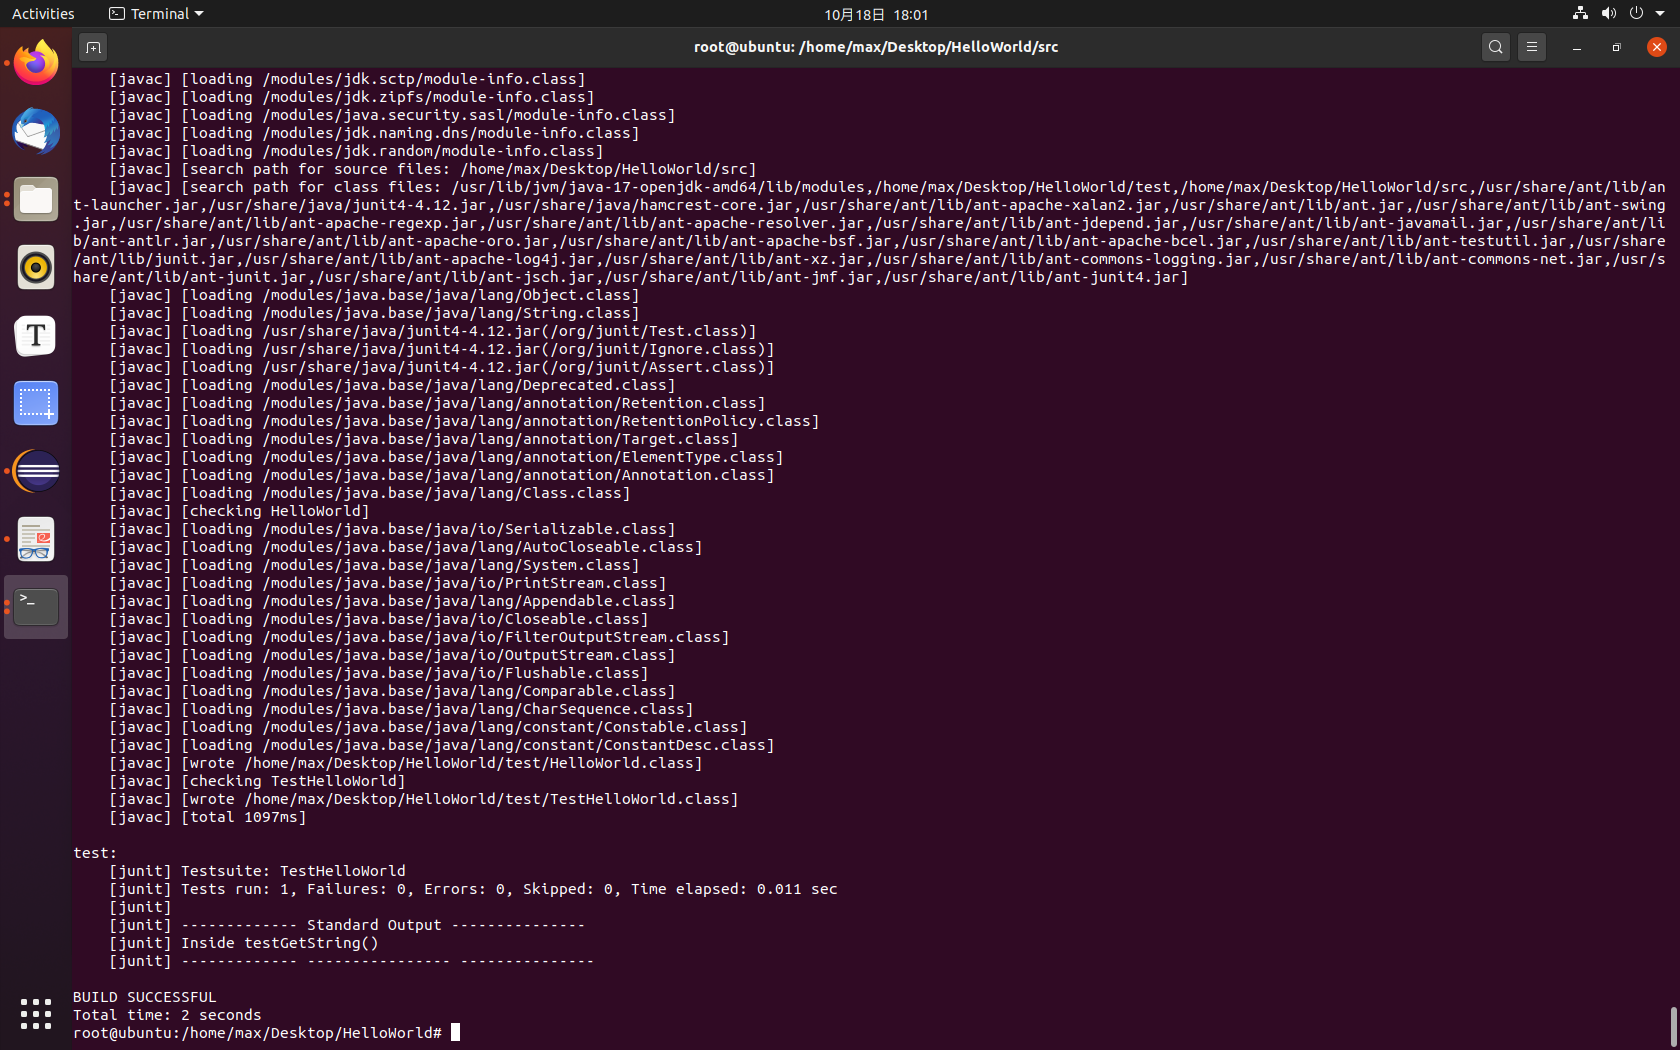 Activities
Terminal
10月18日 18:01
root@ubuntu: /home/max/Desktop/HelloWorld/src
[javac] [loading /modules/jdk.sctp/module-info.class]
[javac] [loading /modules/jdk.zipfs/module-info.class]
[javac] [loading /modules/java.security.sasl/module-info.class]
[javac] [loading /modules/jdk.naming.dns/module-info.class]
[javac] [loading /modules/jdk.random/module-info.class]
[javac] [search path for source files: /home/max/Desktop/HelloWorld/src]
[javac] [search path for class files: /usr/lib/jvm/java-17-openjdk-amd64/lib/modules,/home/max/Desktop/HelloWorld/test,/home/max/Desktop/HelloWorld/src,/usr/share/ant/lib/an
t-launcher.jar,/usr/share/java/junit4-4.12.jar,/usr/share/java/hamcrest-core.jar,/usr/share/ant/lib/ant-apache-xalan2.jar,/usr/share/ant/lib/ant.jar,/usr/share/ant/lib/ant-swing
.jar,/usr/share/ant/lib/ant-apache-regexp.jar,/usr/share/ant/lib/ant-apache-resolver.jar,/usr/share/ant/lib/ant-jdepend.jar,/usr/share/ant/lib/ant-javamail.jar,/usr/share/ant/li
b/ant-antlr.jar,/usr/share/ant/lib/ant-apache-oro.jar,/usr/share/ant/lib/ant-apache-bsf.jar,/usr/share/ant/lib/ant-apache-bcel.jar,/usr/share/ant/lib/ant-testutil.jar,/usr/share
/ant/lib/junit.jar,/usr/share/ant/lib/ant-apache-log4j.jar,/usr/share/ant/lib/ant-xz.jar,/usr/share/ant/lib/ant-commons-logging.jar,/usr/share/ant/lib/ant-commons-net.jar,/usr/s
hare/ant/lib/ant-junit.jar,/usr/share/ant/lib/ant-jsch.jar,/usr/share/ant/lib/ant-jmf.jar,/usr/share/ant/lib/ant-junit4.jar]
[javac] [loading /modules/java.base/java/lang/Object.class]
[javac] [loading /modules/java.base/java/lang/String.class]
[javac] [loading /usr/share/java/junit4-4.12.jar(/org/junit/Test.class)]
[javac] [loading /usr/share/java/junit4-4.12.jar(/org/junit/Ignore.class)]
[javac] [loading /usr/share/java/junit4-4.12.jar(/org/junit/Assert.class)]
[javac] [loading /modules/java.base/java/lang/Deprecated.class]
[javac] [loading /modules/java.base/java/lang/annotation/Retention.class]
[javac] [loading /modules/java.base/java/lang/annotation/RetentionPolicy.class]
[javac] [loading /modules/java.base/java/lang/annotation/Target.class]
[javac] [loading /modules/java.base/java/lang/annotation/ElementType.class]
[javac] [loading /modules/java.base/java/lang/annotation/Annotation.class]
[javac] [loading /modules/java.base/java/lang/Class.class]
[javac] [checking HelloWorld]
[javac] [loading /modules/java.base/java/io/Serializable.class]
[javac] [loading /modules/java.base/java/lang/AutoCloseable.class]
[javac] [loading /modules/java.base/java/lang/System.class]
[javac] [loading /modules/java.base/java/io/PrintStream.class]
[javac] [loading /modules/java.base/java/lang/Appendable.class]
[javac] [loading /modules/java.base/java/io/Closeable.class]
[javac] [loading /modules/java.base/java/io/FilterOutputStream.class]
[javac] [loading /modules/java.base/java/io/OutputStream.class]
[javac] [loading /modules/java.base/java/io/Flushable.class]
[javac] [loading /modules/java.base/java/lang/Comparable.class]
[javac] [loading /modules/java.base/java/lang/CharSequence.class]
[javac] [loading /modules/java.base/java/lang/constant/Constable.class]
[javac] [loading /modules/java.base/java/lang/constant/ConstantDesc.class]
[javac] [wrote /home/max/Desktop/HelloWorld/test/HelloWorld.class]
[javac] [checking TestHelloWorld]
[javac] [wrote /home/max/Desktop/HelloWorld/test/TestHelloWorld.class]
[javac] [total 1097ms]
test:
[junit] Testsuite: TestHelloWorld
[junit] Tests run: 1, Failures: 0, Errors: 0, Skipped: 0, Time elapsed: 0.011 sec
[junit]
[junit] ------------- Standard Output ---------------
[junit] Inside testGetString()
[junit] ------------- ---------------- ---------------
BUILD SUCCESSFUL
Total time: 2 seconds
root@ubuntu:/home/max/Desktop/HelloWorld#